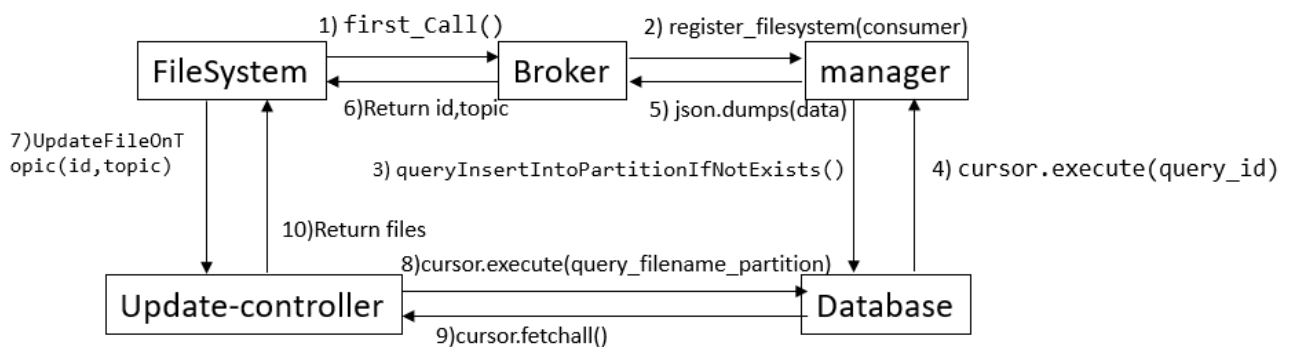 1) first_Call()
2) register_filesystem(consumer)
FileSystem
Broker
manager
6)Return id,topic
5) json.dumps(data)
7)UpdateFileOnT
opic(id,topic)
3) queryInsertIntoPartitionIfNotExists()
4) cursor.execute(query_id)
10)Return files
8)cursor.execute(query_filename_partition)
Update-controller
Database
9)cursor.fetchall()